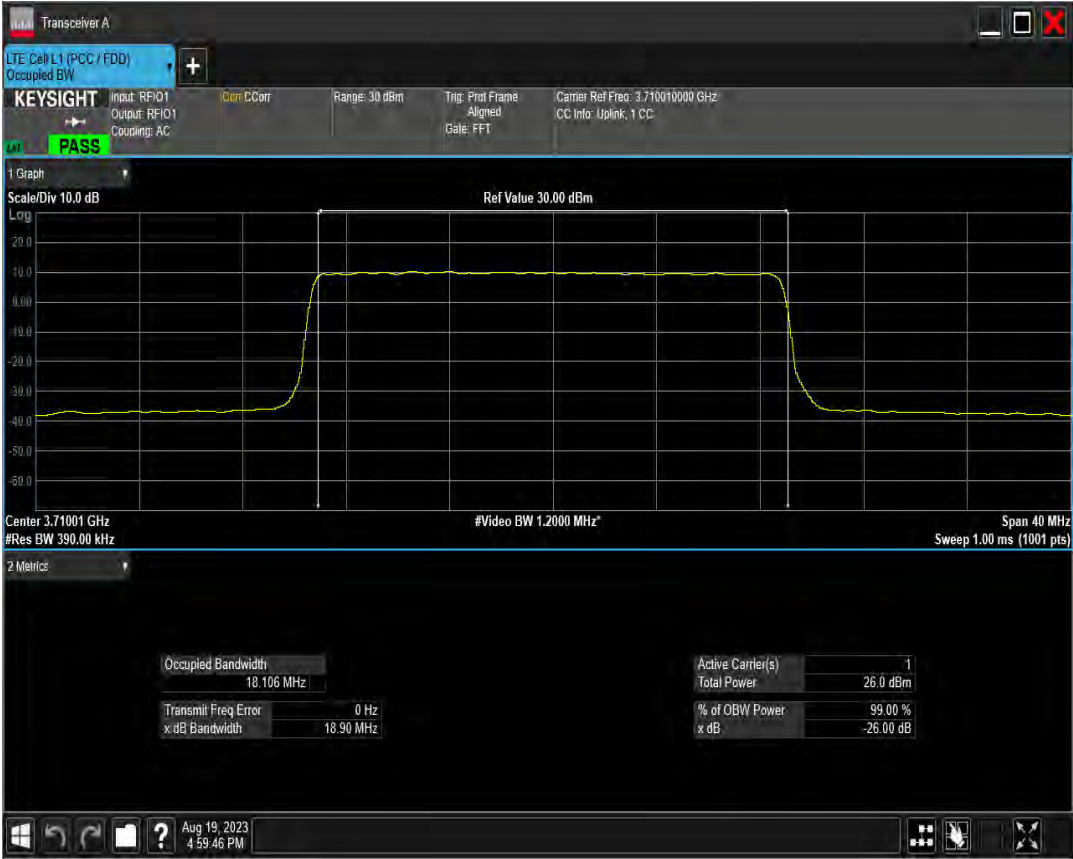 Transceiver A
LTE Cell L1 (PCC / FDD)
Occupied BW
+
KEYSIGHT
Input: RFIO1
Output: RFIO1
Coupling: AC
Corr CCorr
Range: 30 dBm
Trig: Prdt Frame
Aligned
Gate: FFT
Carrier Ref Freq: 3.710010000 GHz
CC Info: Uplink, 1 CC
PASS
1 Graph
Scale/Div 10.0 dB
Ref Value 30.00 dBm
Log
20.0
10.0
0.00
-10.0
-20.0
-30.0
-40.0
-50.0
-60.0
Center 3.71001 GHz
#Video BW 1.2000 MHz*
Span 40 MHz
#Res BW 390.00 kHz
Sweep 1.00 ms (1001 pts)
2 Metrics
Occupied Bandwidth
18.106 MHz
Transmit Freq Error 0 Hz
x dB Bandwidth 18.90 MHz
Active Carrier(s) 1
Total Power 26.0 dBm
% of OBW Power 99.00 %
x dB -26.00 dB
?
Aug 19, 2023
4:59:46 PM